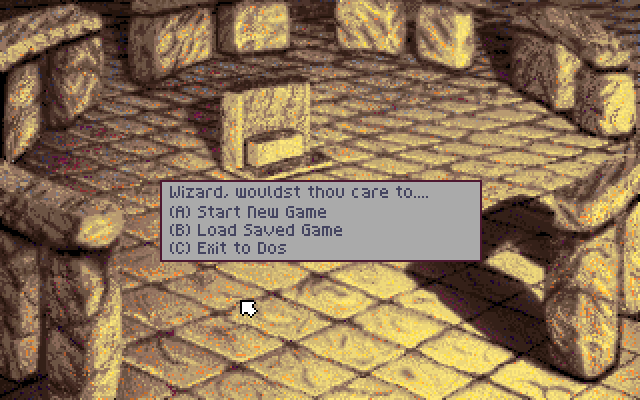 Wizard, wouldst thou care to....
(A) Start New Game
(B) Load Saved Game
(C) Exit to Dos